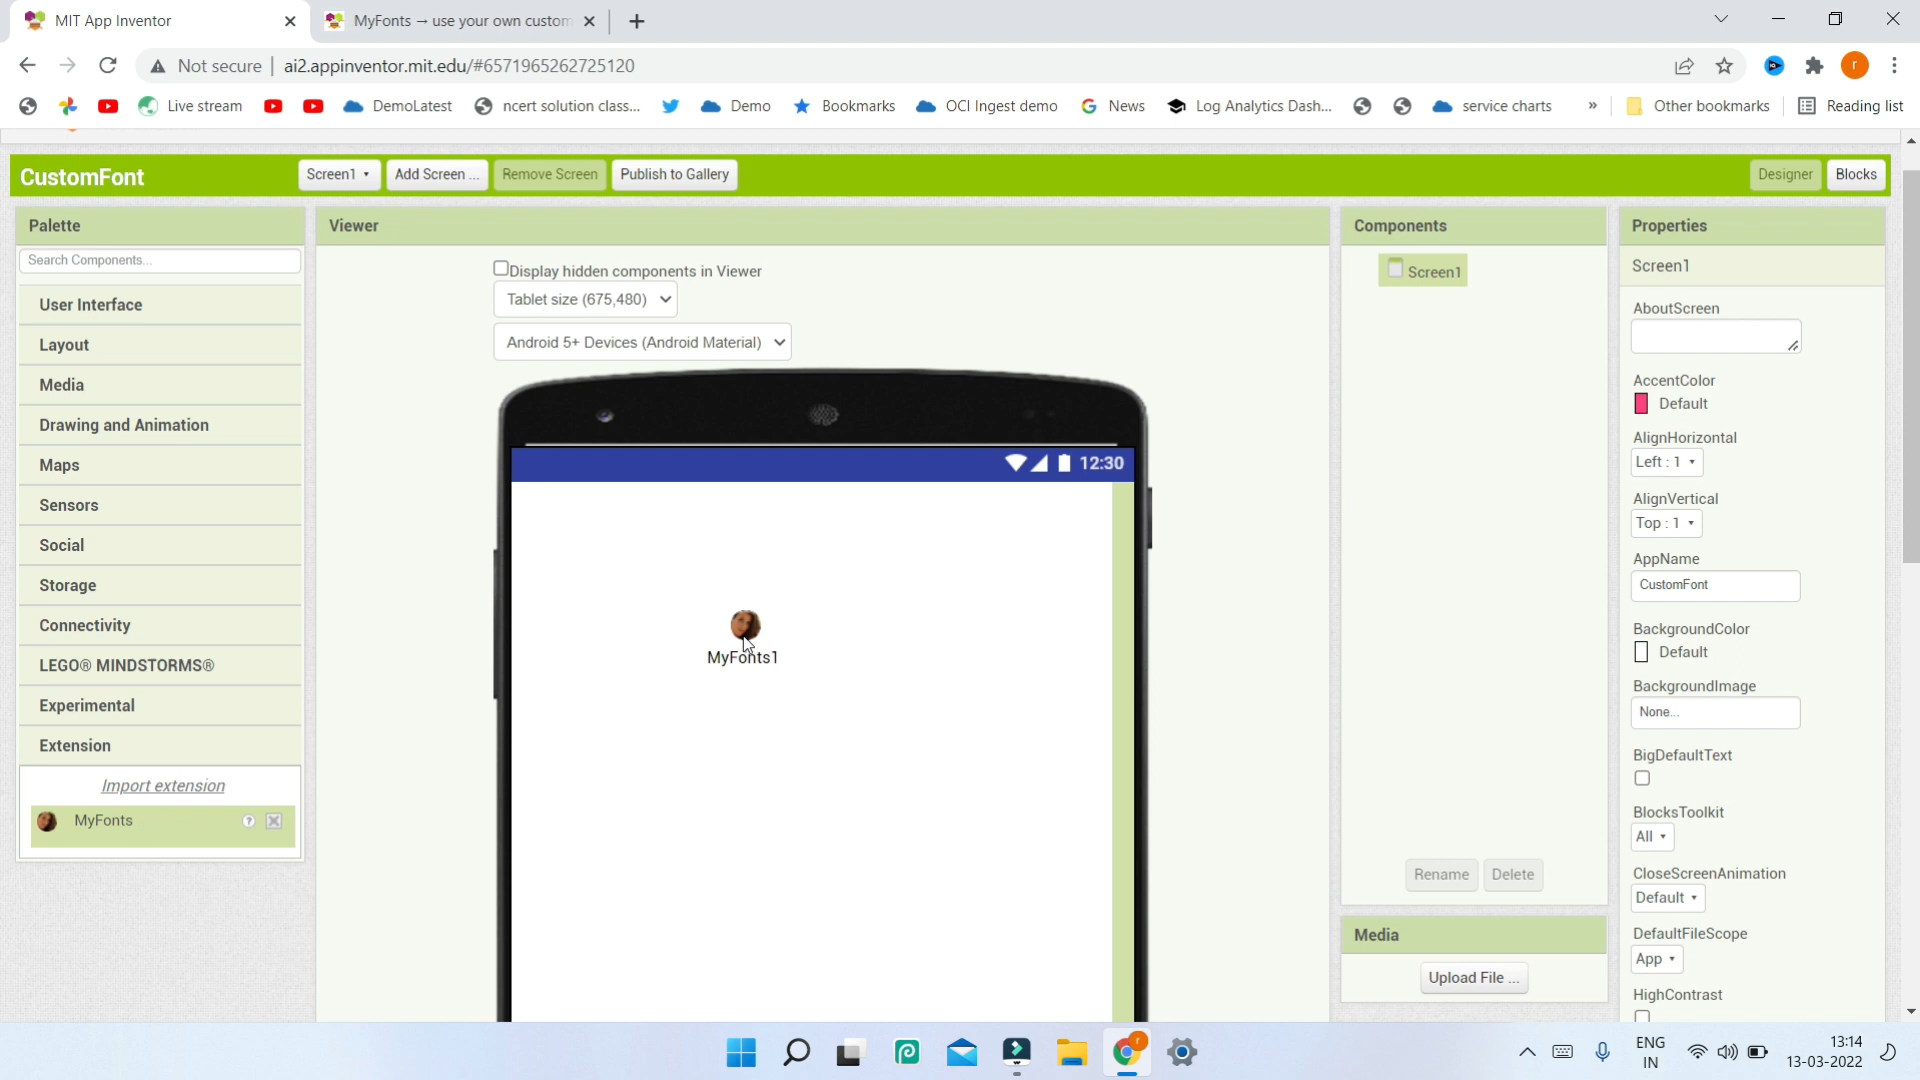 MIT App Inventor
MyFonts → use your own custom
Not secure
ai2.appinventor.mit.edu/#6571965262725120
r
Live stream
DemoLatest
ncert solution class...
Demo
Bookmarks
OCI Ingest demo
News
Log Analytics Dash...
service charts
»
Other bookmarks
Reading list
CustomFont
Screen1
Add Screen ...
Remove Screen
Publish to Gallery
Designer
Blocks
Palette
Search Components...
User Interface
Layout
Media
Drawing and Animation
Maps
Sensors
Social
Storage
Connectivity
LEGO® MINDSTORMS®
Experimental
Extension
Import extension
MyFonts
?
Viewer
Display hidden components in Viewer
Tablet size (675,480)
Android 5+ Devices (Android Material)
12:30
MyFonts1
Components
Screen1
Rename
Delete
Media
Upload File ...
Properties
Screen1
AboutScreen
AccentColor
Default
AlignHorizontal
Left : 1
AlignVertical
Top : 1
AppName
CustomFont
BackgroundColor
Default
BackgroundImage
None...
BigDefaultText
BlocksToolkit
All
CloseScreenAnimation
Default
DefaultFileScope
App
HighContrast
r
ENG
IN
13:14
13-03-2022